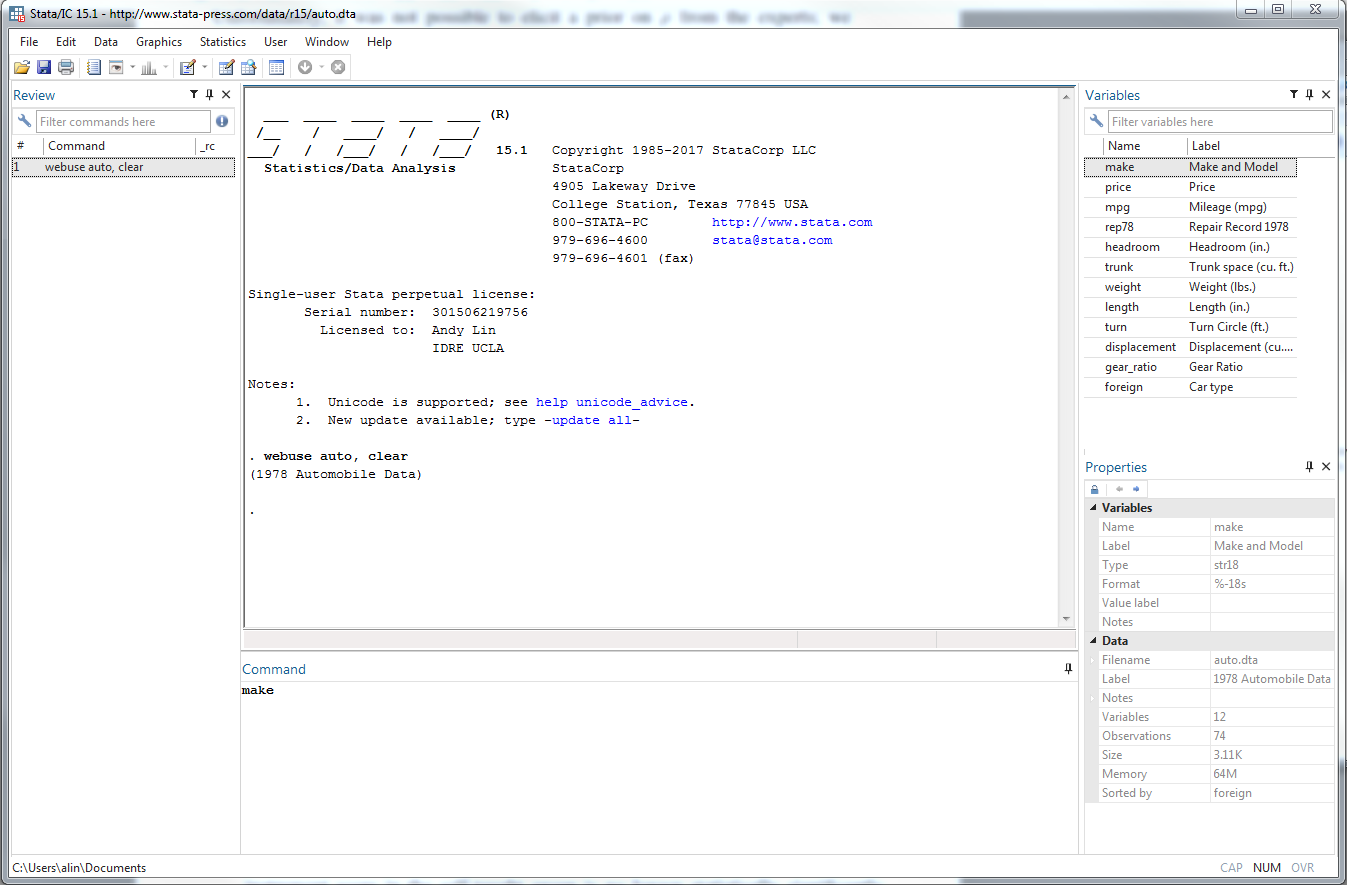 Stata/IC 15.1 - http://www.stata-press.com/data/r15/auto.dta
File Edit Data Graphics Statistics User Window Help
Review
Filter commands here
# Command _rc
1 webuse auto, clear
(R)
15.1 Copyright 1985-2017 StataCorp LLC
Statistics/Data Analysis StataCorp
4905 Lakeway Drive
College Station, Texas 77845 USA
800-STATA-PC http://www.stata.com
979-696-4600 stata@stata.com
979-696-4601 (fax)
Single-user Stata perpetual license:
Serial number: 301506219756
Licensed to: Andy Lin
IDRE UCLA
Notes:
1. Unicode is supported; see help unicode_advice.
2. New update available; type -update all-
. webuse auto, clear
(1978 Automobile Data)
.
Command
make
Variables
Filter variables here
Name Label
make Make and Model
price Price
mpg Mileage (mpg)
rep78 Repair Record 1978
headroom Headroom (in.)
trunk Trunk space (cu. ft.)
weight Weight (lbs.)
length Length (in.)
turn Turn Circle (ft.)
displacement Displacement (cu....
gear_ratio Gear Ratio
foreign Car type
Properties
Variables
Name make
Label Make and Model
Type str18
Format %-18s
Value label
Notes
Data
Filename auto.dta
Label 1978 Automobile Data
Notes
Variables 12
Observations 74
Size 3.11K
Memory 64M
Sorted by foreign
C:\Users\alin\Documents
CAP NUM OVR